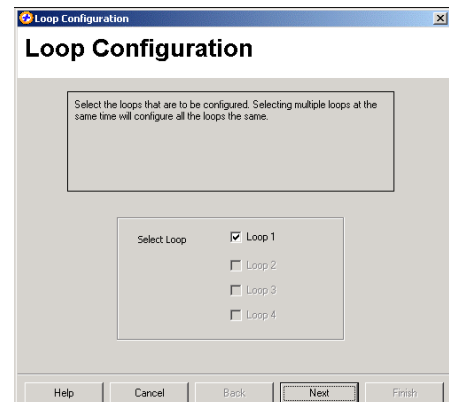 Loop Configuration
Loop Configuration
Select the loops that are to be configured. Selecting multiple loops at the
same time will configure all the loops the same.
Select Loop
Loop 1
Loop 2
Loop 3
Loop 4
Help Cancel Back Next Finish